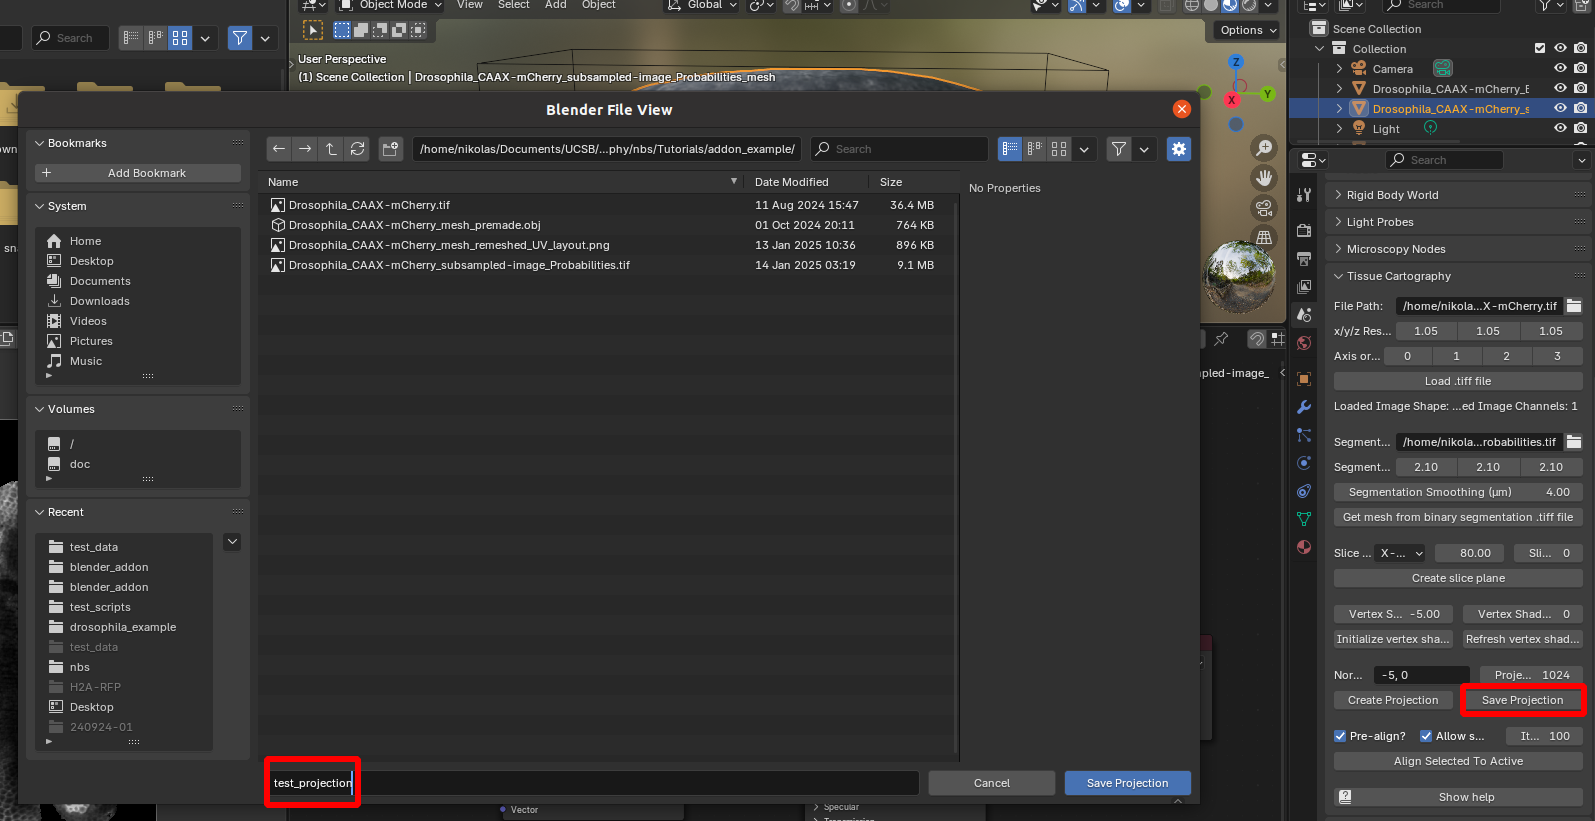 Object Mode
View
Select
Add
Object
Global
Search
Search
Options
User Perspective
(1) Scene Collection | Drosophila_CAAX-mCherry_subsampled-image_Probabilities_mesh
Z
X
Y
Scene Collection
Collection
Camera
Drosophila_CAAX-mCherry_E
Drosophila_CAAX-mCherry_s
Light
Blender File View
Bookmarks
Add Bookmark
System
Home
Desktop
Documents
Downloads
Videos
Pictures
Music
Volumes
/
doc
Recent
test_data
blender_addon
blender_addon
test_scripts
drosophila_example
test_data
nbs
H2A-RFP
Desktop
240924-01
/home/nikolas/Documents/UCSB/...phy/nbs/Tutorials/addon_example/
Search
Name Date Modified Size
Drosophila_CAAX-mCherry.tif 11 Aug 2024 15:47 36.4 MB
Drosophila_CAAX-mCherry_mesh_premade.obj 01 Oct 2024 20:11 764 KB
Drosophila_CAAX-mCherry_mesh_remeshed_UV_layout.png 13 Jan 2025 10:36 896 KB
Drosophila_CAAX-mCherry_subsampled-image_Probabilities.tif 14 Jan 2025 03:19 9.1 MB
No Properties
test_projection
Cancel
Save Projection
own
sn
pled-image_
Vector
Specular
Search
Rigid Body World
Light Probes
Microscopy Nodes
Tissue Cartography
File Path: /home/nikola...X-mCherry.tif
x/y/z Res... 1.05 1.05 1.05
Axis or... 0 1 2 3
Load .tiff file
Loaded Image Shape: ...ed Image Channels: 1
Segment... /home/nikola...robabilities.tif
Segment... 2.10 2.10 2.10
Segmentation Smoothing (µm) 4.00
Get mesh from binary segmentation .tiff file
Slice ... X-... 80.00 Sli... 0
Create slice plane
Vertex S... -5.00 Vertex Shad... 0
Initialize vertex sha... Refresh vertex shad...
Nor... -5, 0 Proje... 1024
Create Projection Save Projection
Pre-align? Allow s... It... 100
Align Selected To Active
Show help